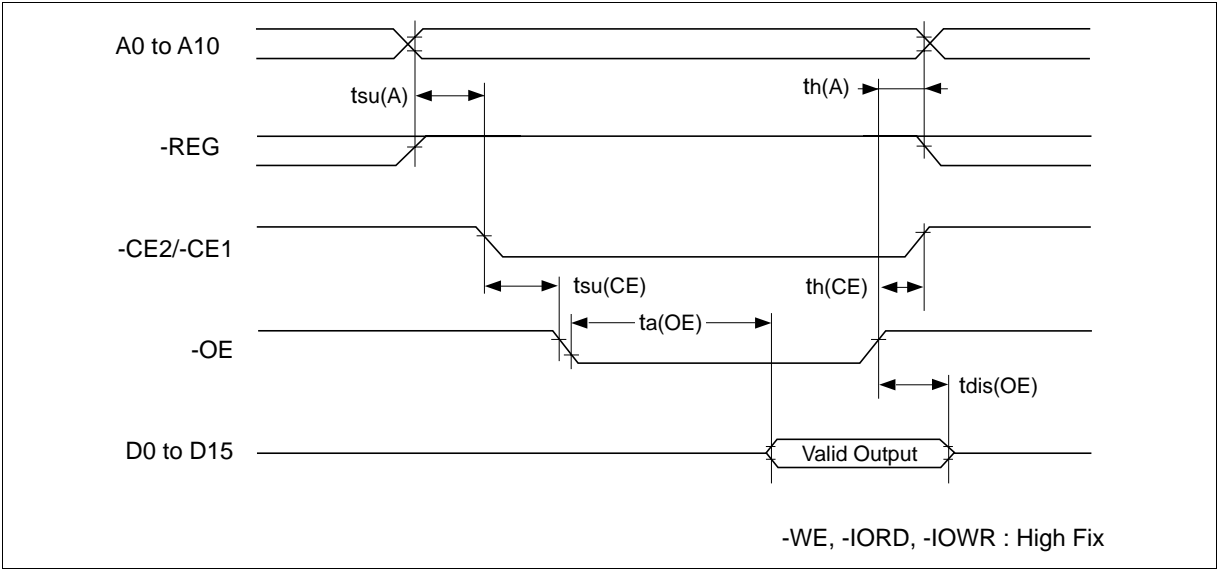 A0 to A10
tsu(A)
th(A)
-REG
-CE2/-CE1
tsu(CE)
th(CE)
ta(OE)
-OE
tdis(OE)
D0 to D15
Valid Output
-WE, -IORD, -IOWR : High Fix